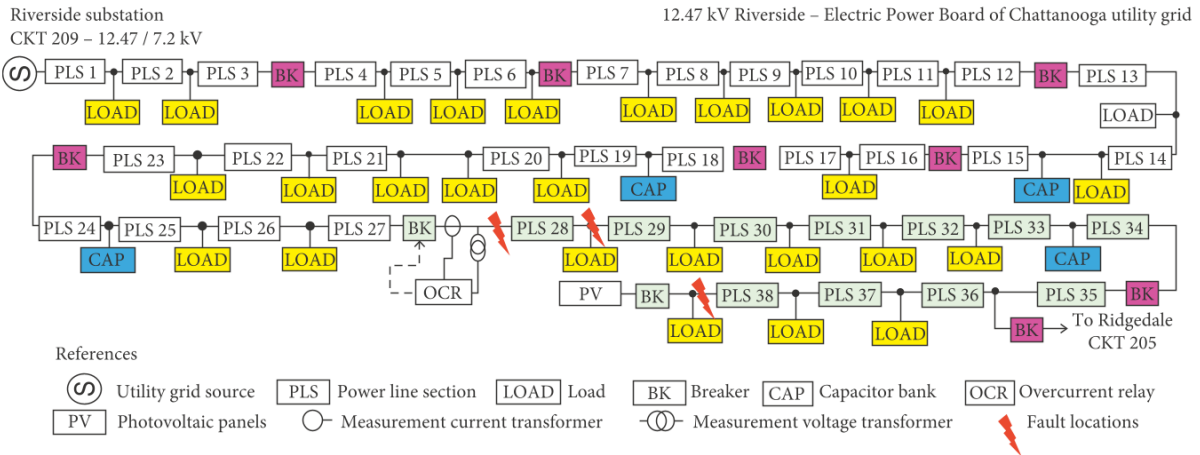 Riverside substation
CKT 209 – 12.47 / 7.2 kV
12.47 kV Riverside – Electric Power Board of Chattanooga utility grid
S PLS 1 PLS 2 PLS 3 BK PLS 4 PLS 5 PLS 6 BK PLS 7 PLS 8 PLS 9 PLS 10 PLS 11 PLS 12 BK PLS 13
LOAD LOAD LOAD LOAD LOAD LOAD LOAD LOAD LOAD LOAD LOAD
BK PLS 23 PLS 22 PLS 21 PLS 20 PLS 19 PLS 18 BK PLS 17 PLS 16 BK PLS 15 PLS 14
LOAD LOAD LOAD LOAD LOAD CAP LOAD CAP LOAD
PLS 24 PLS 25 PLS 26 PLS 27 BK PLS 28 PLS 29 PLS 30 PLS 31 PLS 32 PLS 33 PLS 34
CAP LOAD LOAD LOAD LOAD LOAD LOAD LOAD CAP
OCR PV BK PLS 38 PLS 37 PLS 36 PLS 35 BK
LOAD LOAD LOAD BK To Ridgedale
CKT 205
References
S Utility grid source PLS Power line section LOAD Load BK Breaker CAP Capacitor bank OCR Overcurrent relay
PV Photovoltaic panels Measurement current transformer Measurement voltage transformer Fault locations